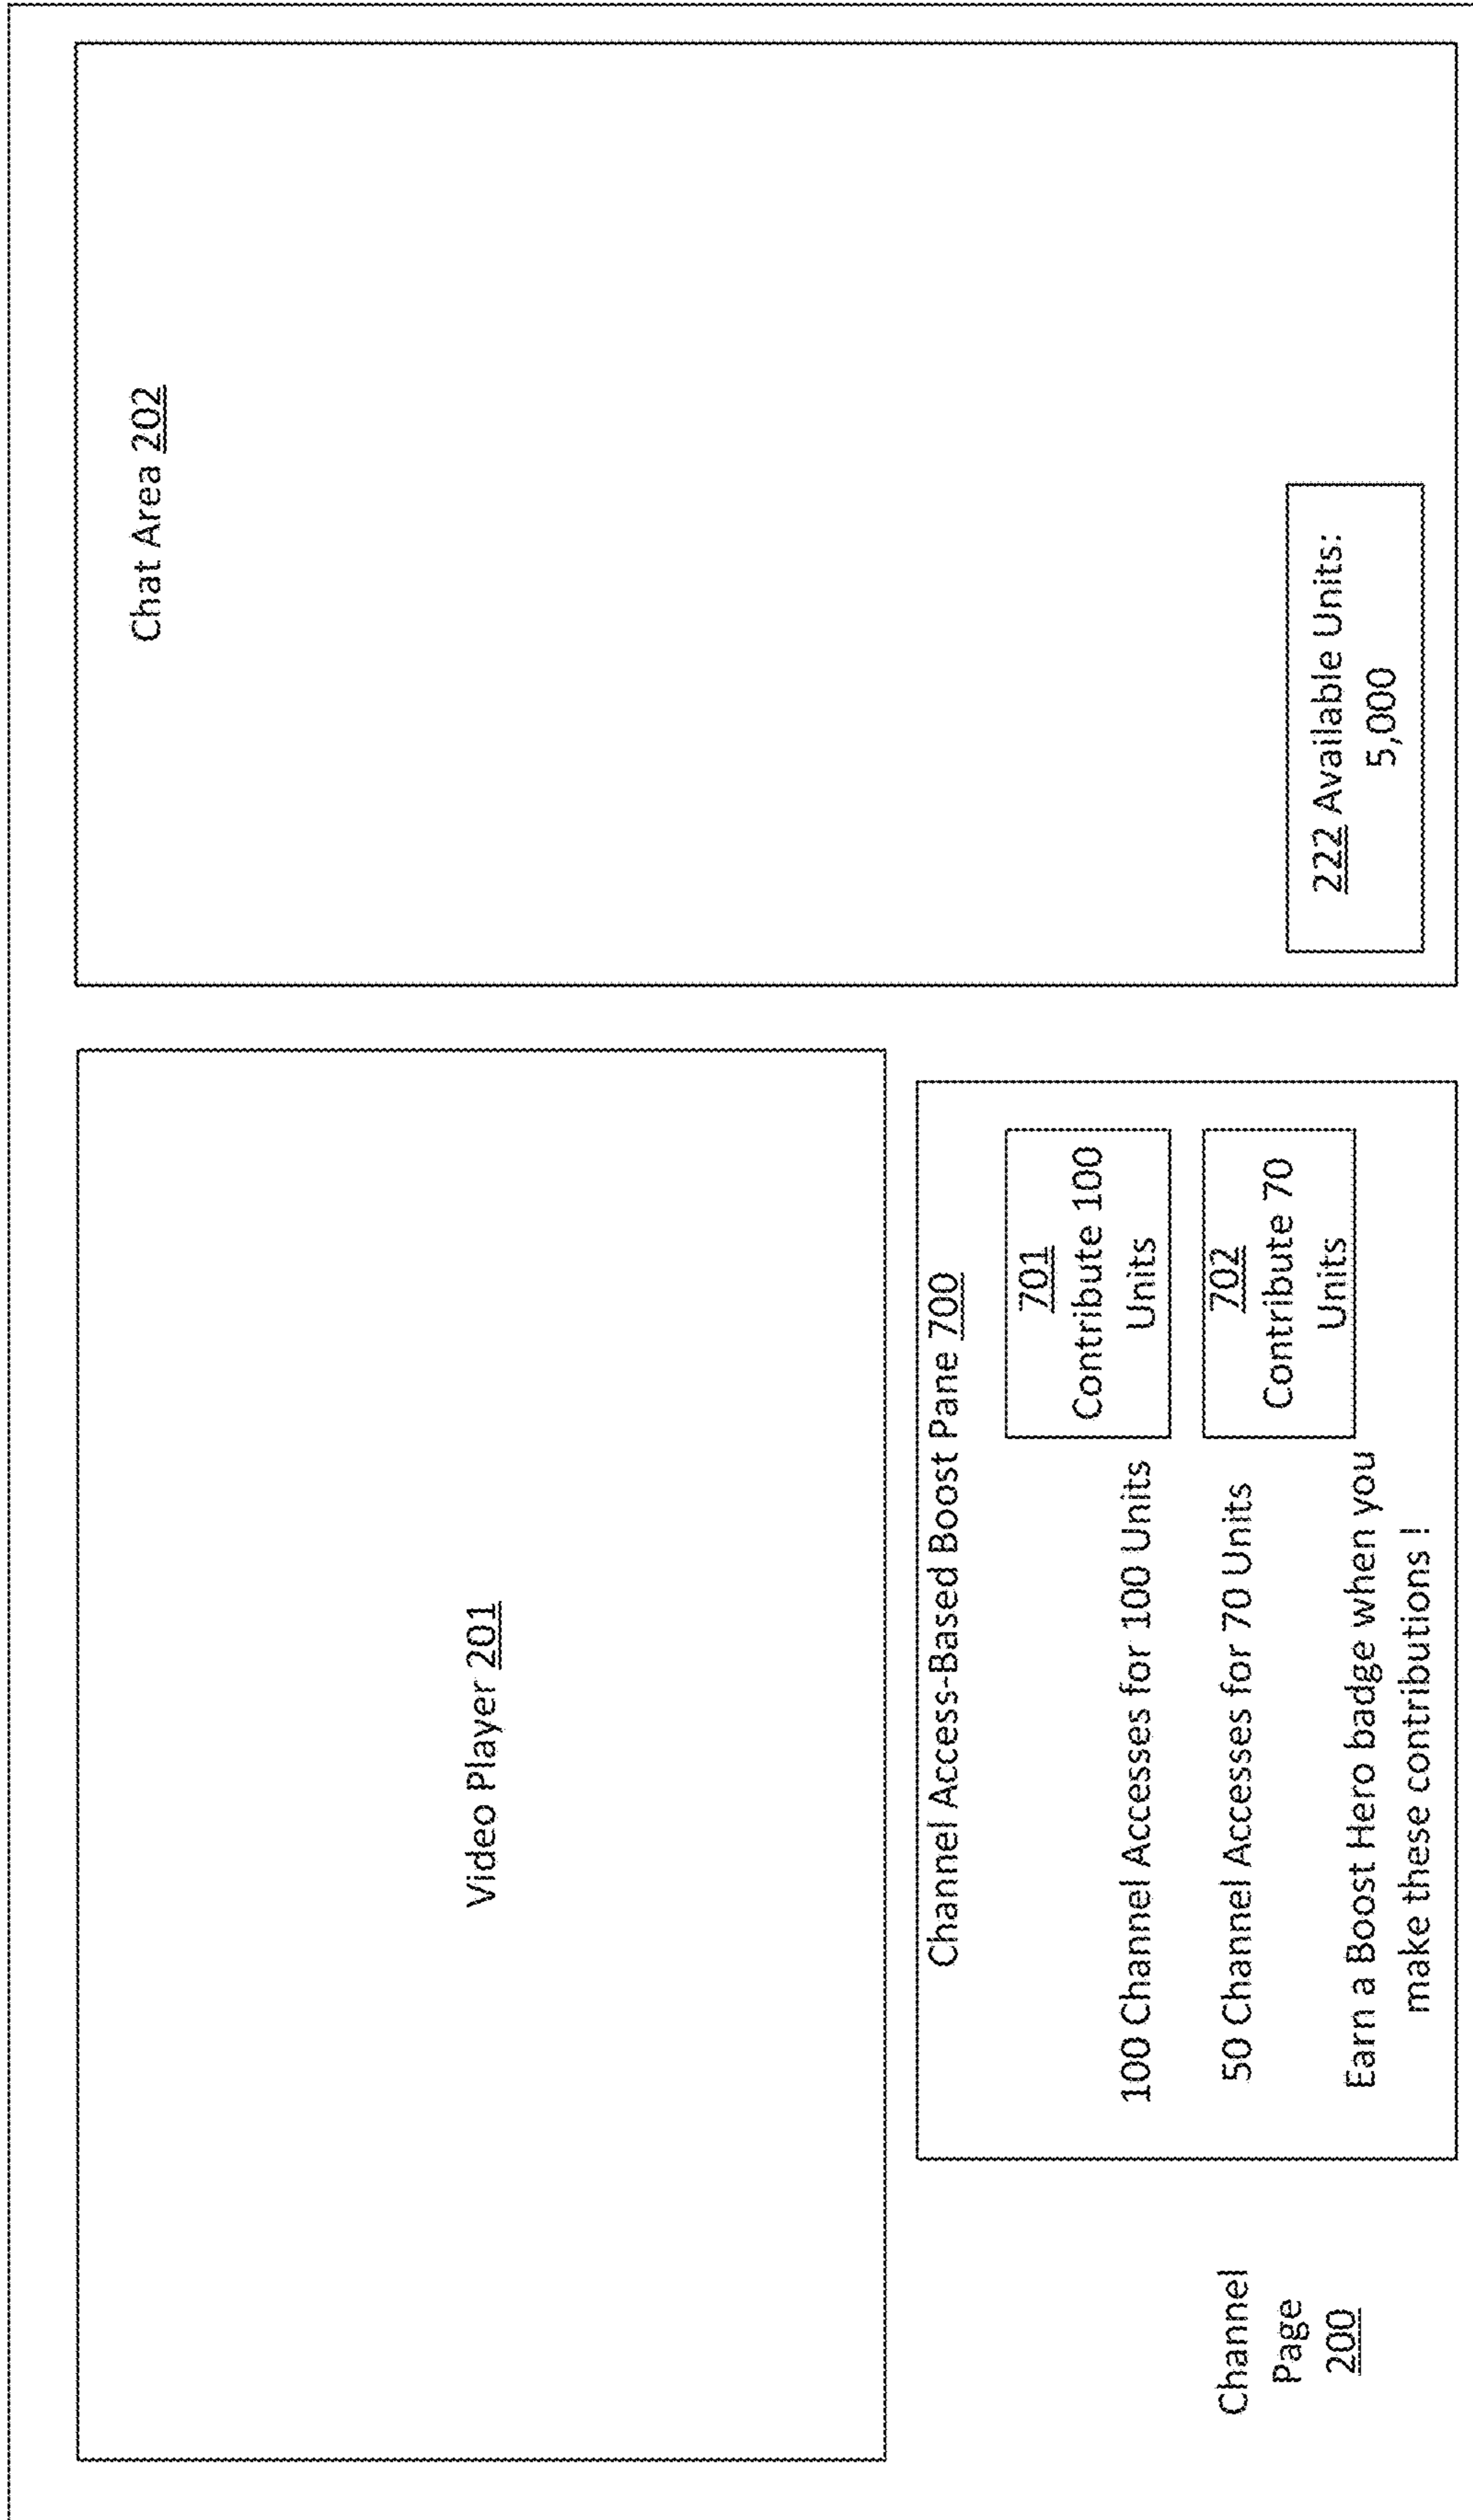 Video Player 201
Chat Area 202
Channel Access-Based Boost Pane 700
701
Contribute 100
Units
100 Channel Accesses for 100 Units
702
Contribute 70
Units
50 Channel Accesses for 70 Units
Earn a Boost Hero badge when you
make these contributions !
222 Available Units:
5,000
Channel
Page
200